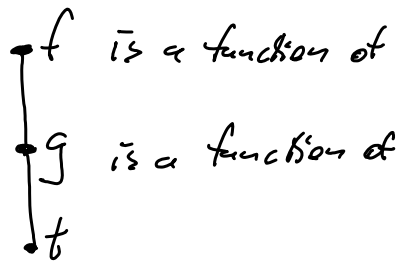 f is a function of
g is a function of
t